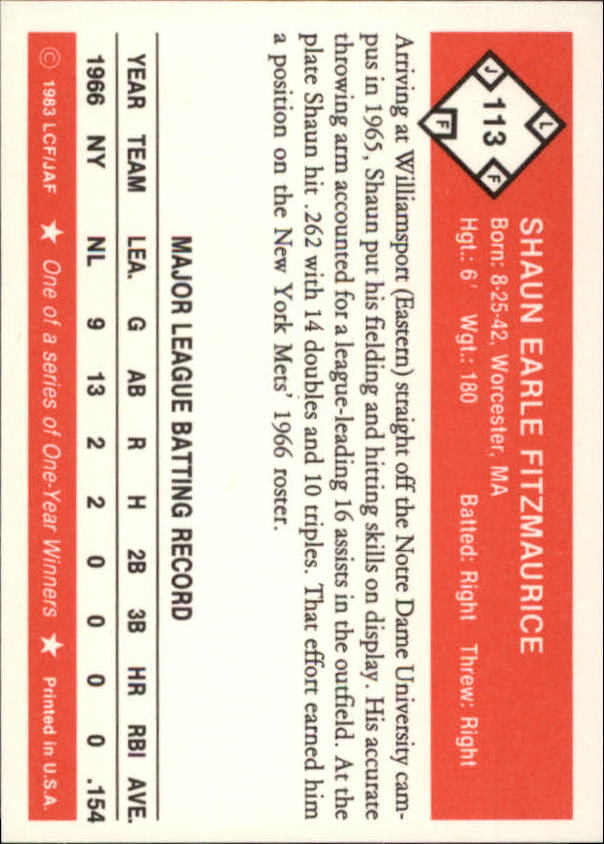 L
J 113 F
F
SHAUN EARLE FITZMAURICE
Born: 8-25-42, Worcester, MA
Hgt.: 6' Wgt.: 180 Batted: Right Threw: Right
Arriving at Williamsport (Eastern) straight off the Notre Dame University cam-
pus in 1965, Shaun put his fielding and hitting skills on display. His accurate
throwing arm accounted for a league-leading 16 assists in the outfield. At the
plate Shaun hit .262 with 14 doubles and 10 triples. That effort earned him
a position on the New York Mets' 1966 roster.
MAJOR LEAGUE BATTING RECORD
YEAR TEAM LEA. G AB R H 2B 3B HR RBI AVE.
1966 NY NL 9 13 2 2 0 0 0 0 .154
© 1983 LCF/JAF ★ One of a series of One-Year Winners ★ Printed in U.S.A.